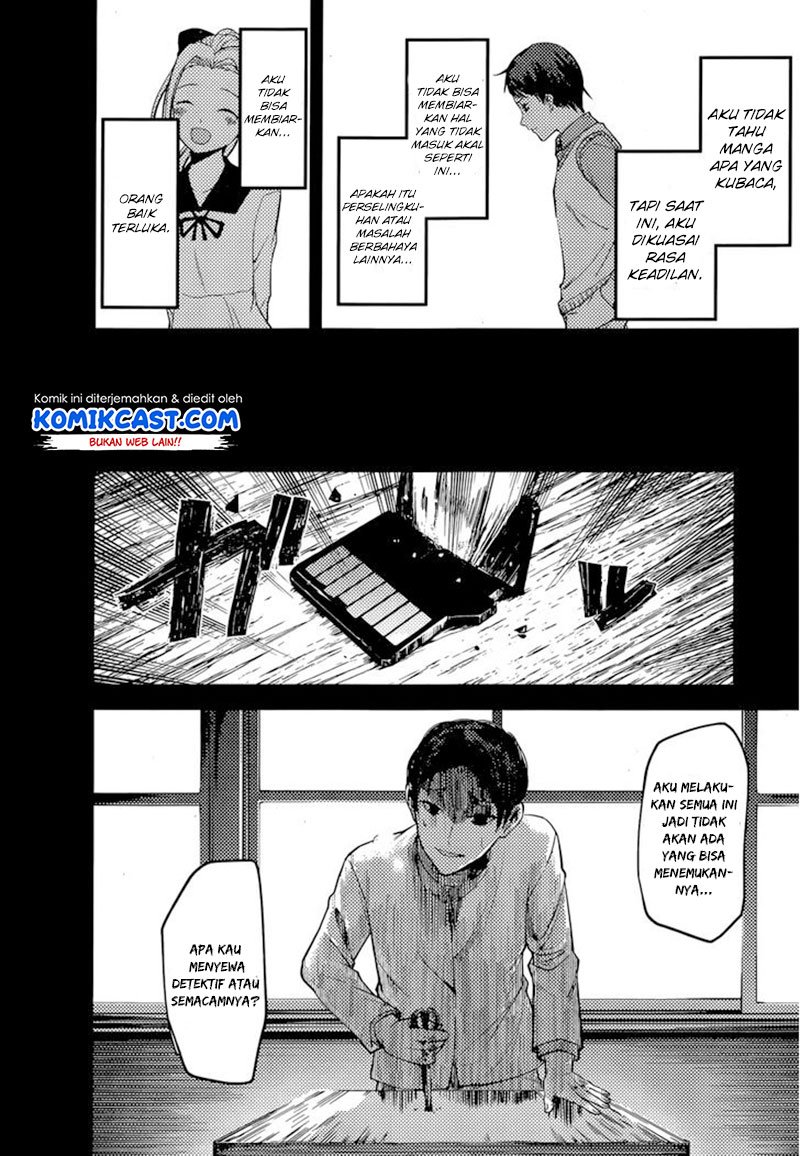 AKU TIDAK
TAHU
MANGA
APA YANG
KUBACA,
TAPI SAAT
INI, AKU
DIKUASAI
RASA
KEADILAN.
AKU
TIDAK BISA
MEMBIAR-
KAN HAL
YANG TIDAK
MASUK AKAL
SEPERTI
INI...
APAKAH ITU
PERSELINGKU-
HAN ATAU
MASALAH
BERBAHAYA
LAINNYA...
AKU
TIDAK
BISA
MEMBIAR-
KAN...
ORANG
BAIK
TERLUKA.
Komik ini diterjemahkan & diedit oleh
KOMIKCAST.COM
BUKAN WEB LAIN!!
ガガル
AKU MELAKU-
KAN SEMUA INI
JADI TIDAK
AKAN ADA
YANG BISA
MENEMUKAN-
NYA...
APA KAU
MENYEWA
DETEKTIF ATAU
SEMACAMNYA?